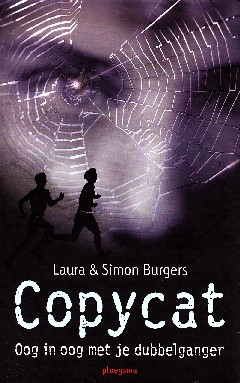 Laura & Simon Burgers
Copycat
Oog in oog met je dubbelganger
ploegsma